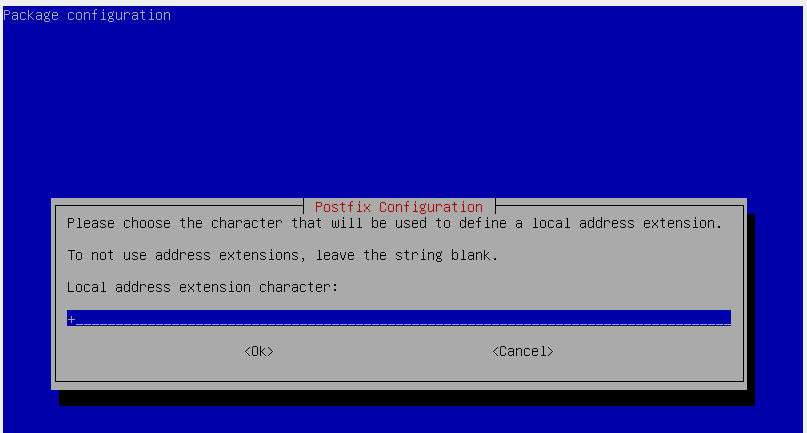 Package configuration
Postfix Configuration
Please choose the character that will be used to define a local address extension.
To not use address extensions, leave the string blank.
Local address extension character:
+_______________________________________________________________________________
<Ok> <Cancel>